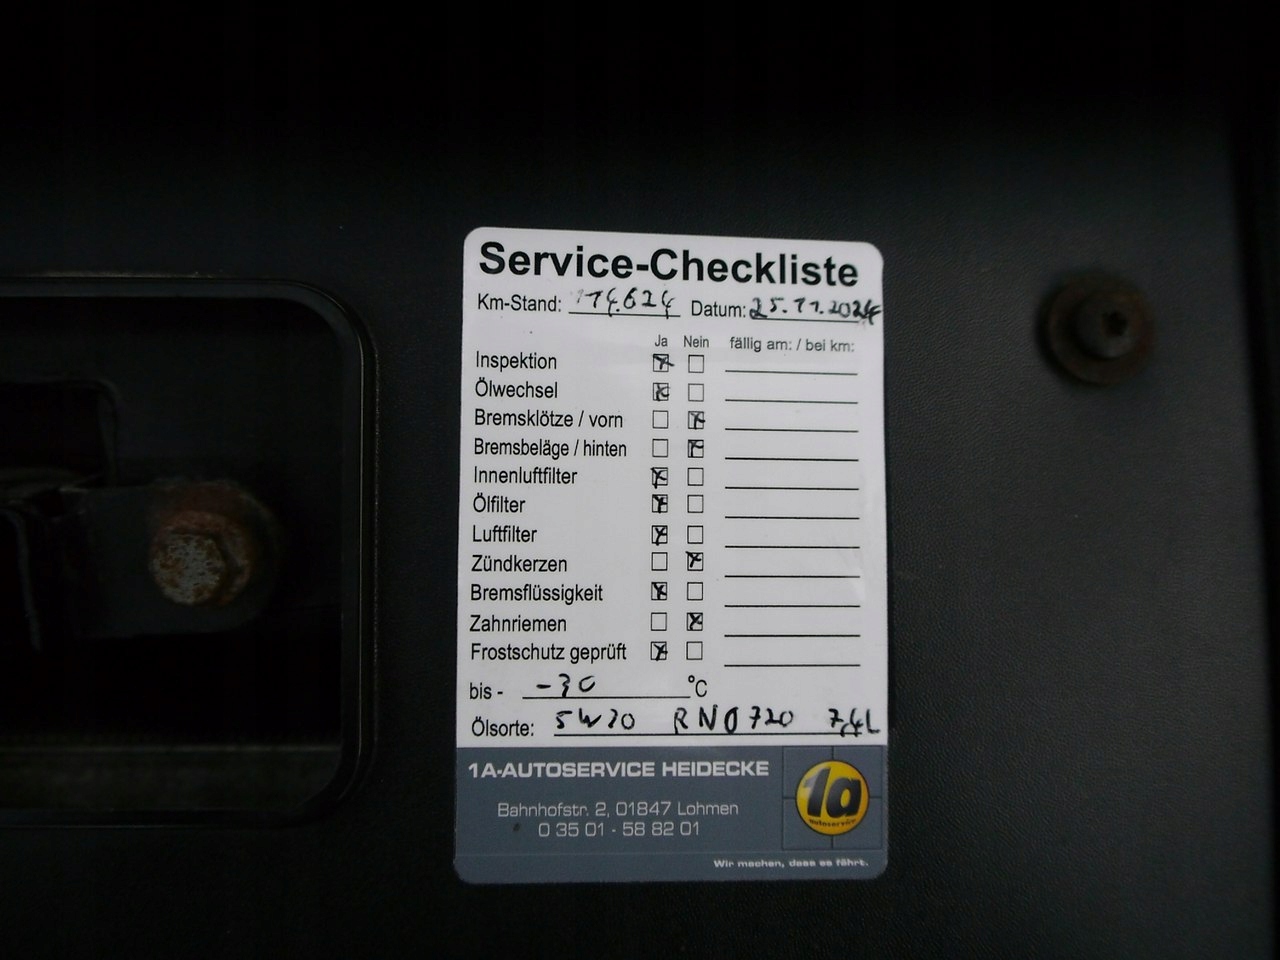 Service-Checkliste
Km-Stand: 114.624 Datum: 25.11.2024
Ja Nein fällig am: / bei km:
Inspektion
Ölwechsel
Bremsklötze / vorn
Bremsbeläge / hinten
Innenluftfilter
Ölfilter
Luftfilter
Zündkerzen
Bremsflüssigkeit
Zahnriemen
Frostschutz geprüft
bis - -30 °C
Ölsorte: 5W30 RN0720 7,4L
1A-AUTOSERVICE HEIDECKE
1a
autoservice
Bahnhofstr. 2, 01847 Lohmen
0 35 01 - 58 82 01
Wir machen, dass es fährt.